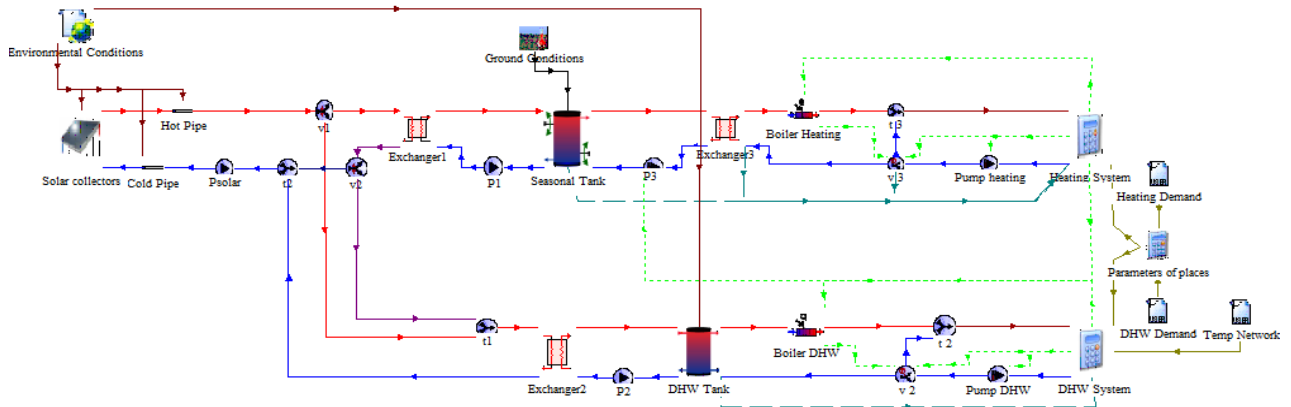 Environmental Conditions
Ground Conditions
Hot Pipe
v1
Boiler Heating
t 3
Exchanger1
Exchanger3
Solar collectors
Cold Pipe
Psolar
t2
v2
P1
Seasonal Tank
P3
v 3
Pump heating
Heating System
Heating Demand
Parameters of places
t1
Boiler DHW
t 2
DHW Demand
Temp Network
Exchanger2
P2
DHW Tank
v 2
Pump DHW
DHW System